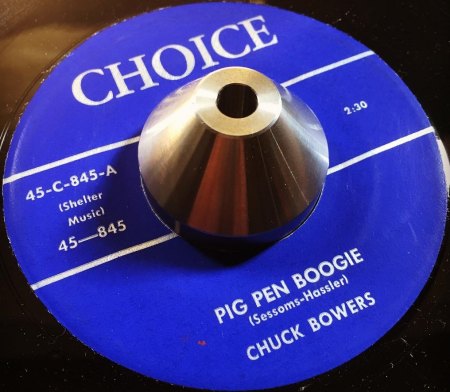 CHOICE
2:30
45-C-845-A
(Shelter
Music)
45—845
PIG PEN BOOGIE
(Sessoms-Hassler)
CHUCK BOWERS